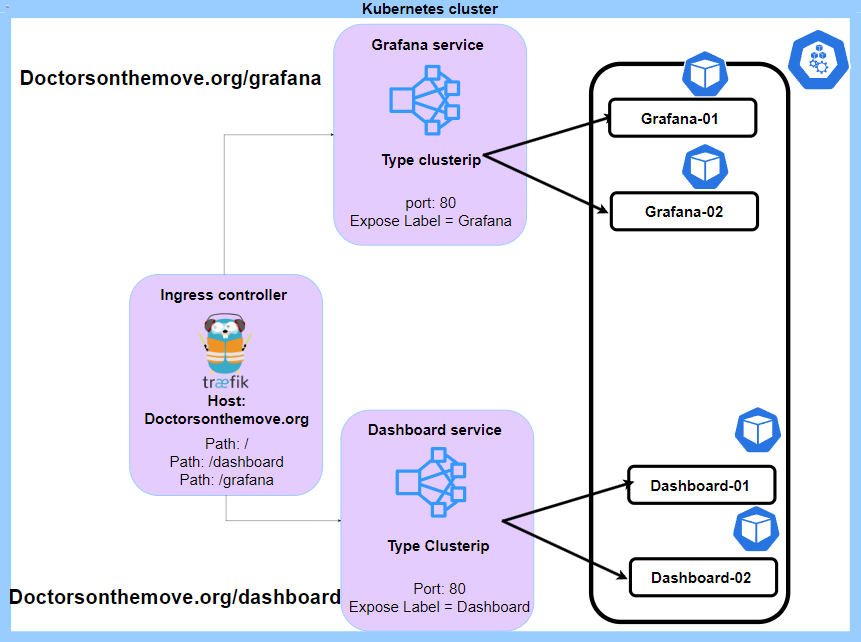 Kubernetes cluster
Grafana service
Doctorsonthemove.org/grafana
Type clusterip
port: 80
Expose Label = Grafana
Grafana-01
Grafana-02
Ingress controller
træfik
Host:
Doctorsonthemove.org
Path: /
Path: /dashboard
Path: /grafana
Dashboard service
Type Clusterip
Port: 80
Expose Label = Dashboard
Doctorsonthemove.org/dashboard
Dashboard-01
Dashboard-02